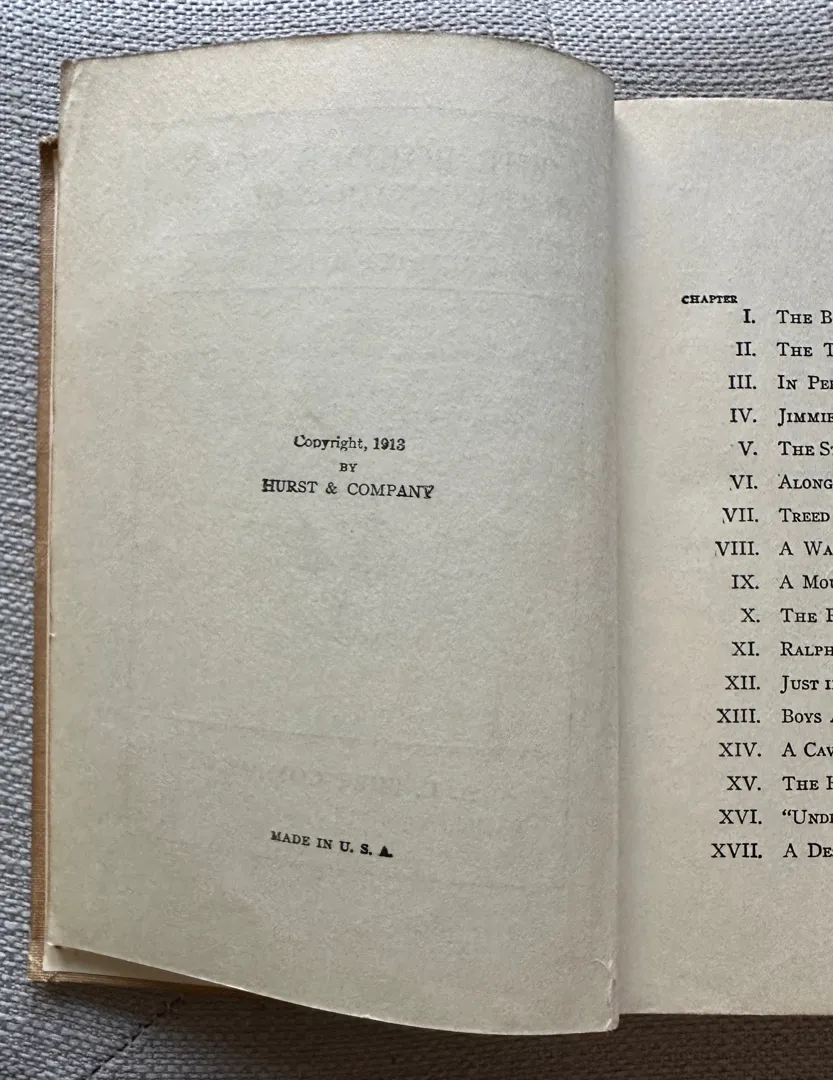 Copyright, 1913
BY
HURST & COMPANY
MADE IN U. S. A.
CHAPTER
I. THE B
II. THE T
III. IN PE
IV. JIMMIE
V. THE S
VI. ALONG
VII. TREED
VIII. A WA
IX. A MOU
X. THE
XI. RALPH
XII. JUST I
XIII. BOYS
XIV. A CAV
XV. THE
XVI. "UND
XVII. A DE